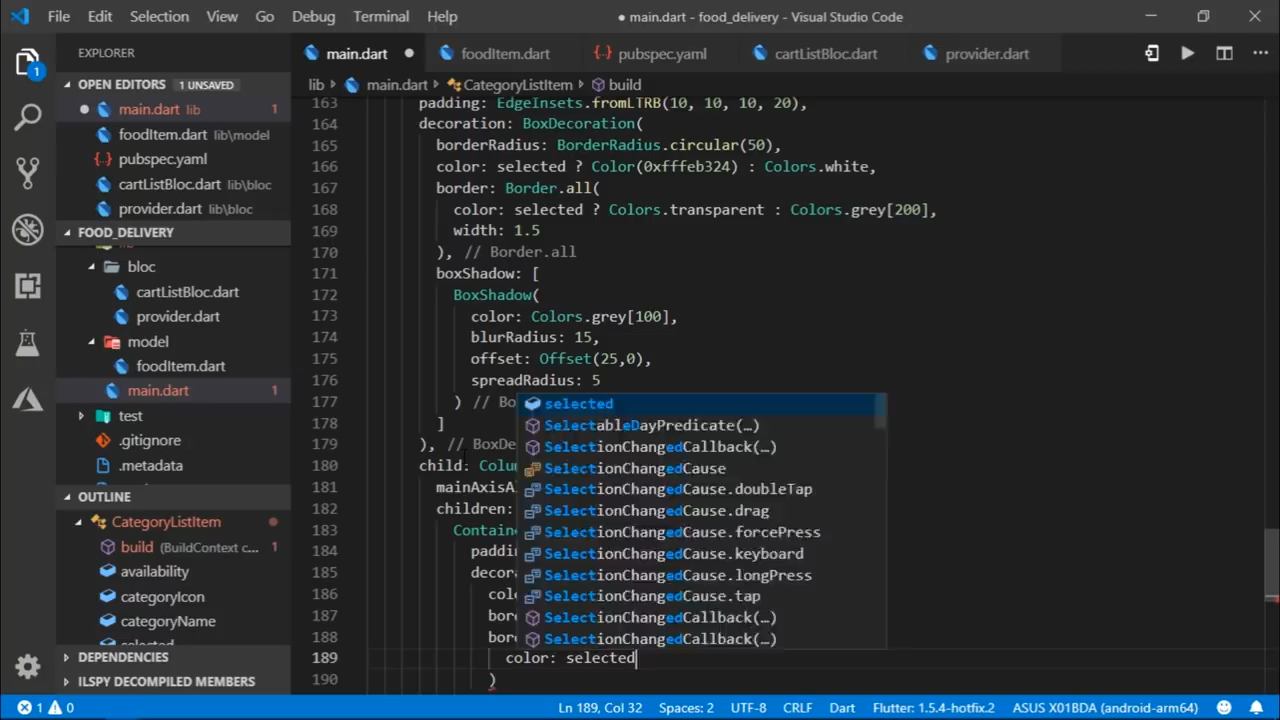 File Edit Selection View Go Debug Terminal Help ● main.dart - food_delivery - Visual Studio Code
EXPLORER
OPEN EDITORS 1 UNSAVED
main.dart lib 1
foodItem.dart lib\model
pubspec.yaml
cartListBloc.dart lib\bloc
provider.dart lib\bloc
FOOD_DELIVERY
bloc
cartListBloc.dart
provider.dart
model
foodItem.dart
main.dart 1
test
.gitignore
.metadata
OUTLINE
CategoryListItem
build (BuildContext c... 1
availability
categoryIcon
categoryName
selected
DEPENDENCIES
ILSPY DECOMPILED MEMBERS
main.dart foodItem.dart pubspec.yaml cartListBloc.dart provider.dart
lib main.dart CategoryListItem build
163 padding: EdgeInsets.fromLTRB(10, 10, 10, 20),
164 decoration: BoxDecoration(
165 borderRadius: BorderRadius.circular(50),
166 color: selected ? Color(0xfffeb324) : Colors.white,
167 border: Border.all(
168 color: selected ? Colors.transparent : Colors.grey[200],
169 width: 1.5
170 ), // Border.all
171 boxShadow: [
172 BoxShadow(
173 color: Colors.grey[100],
174 blurRadius: 15,
175 offset: Offset(25,0),
176 spreadRadius: 5
177 ) // Bo
178 ]
179 ), // BoxDe
180 child: Colum
181 mainAxisAl
182 children:
183 Containe
184 paddin
185 decora
186 colo
187 bord
188 bord
189 color: selected
190 )
selected
SelectableDayPredicate(…)
SelectionChangedCallback(…)
SelectionChangedCause
SelectionChangedCause.doubleTap
SelectionChangedCause.drag
SelectionChangedCause.forcePress
SelectionChangedCause.keyboard
SelectionChangedCause.longPress
SelectionChangedCause.tap
SelectionChangedCallback(…)
SelectionChangedCallback(…)
1 0 Ln 189, Col 32 Spaces: 2 UTF-8 CRLF Dart Flutter: 1.5.4-hotfix.2 ASUS X01BDA (android-arm64)